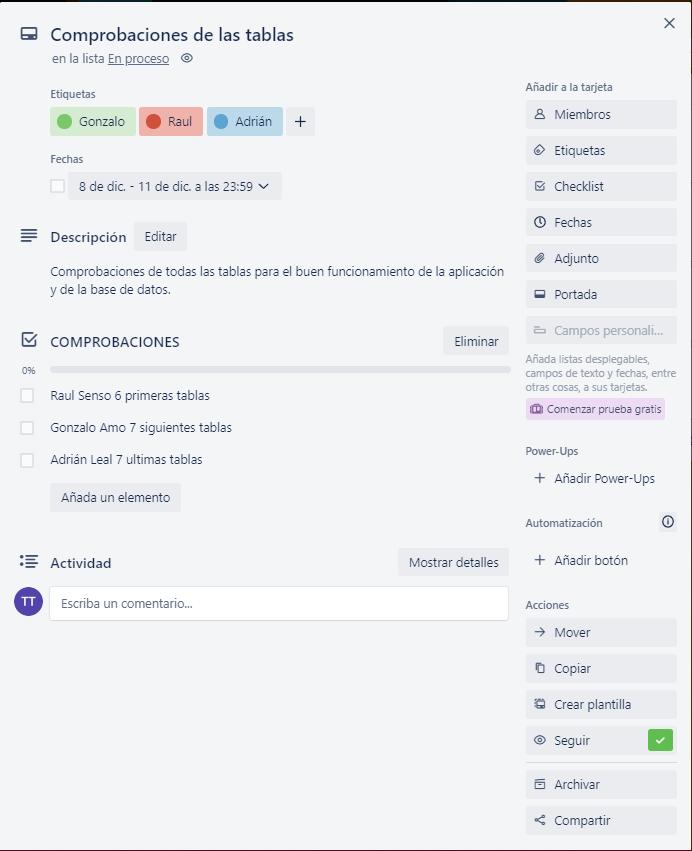 Comprobaciones de las tablas
en la lista En proceso
Etiquetas
Gonzalo
Raul
Adrián
Fechas
8 de dic. - 11 de dic. a las 23:59
Descripción
Editar
Comprobaciones de todas las tablas para el buen funcionamiento de la aplicación
y de la base de datos.
COMPROBACIONES
Eliminar
0%
Raul Senso 6 primeras tablas
Gonzalo Amo 7 siguientes tablas
Adrián Leal 7 ultimas tablas
Añada un elemento
Actividad
Mostrar detalles
TT
Escriba un comentario...
Añadir a la tarjeta
Miembros
Etiquetas
Checklist
Fechas
Adjunto
Portada
Campos personali...
Añada listas desplegables,
campos de texto y fechas, entre
otras cosas, a sus tarjetas.
Comenzar prueba gratis
Power-Ups
+ Añadir Power-Ups
Automatización
+ Añadir botón
Acciones
Mover
Copiar
Crear plantilla
Seguir
Archivar
Compartir